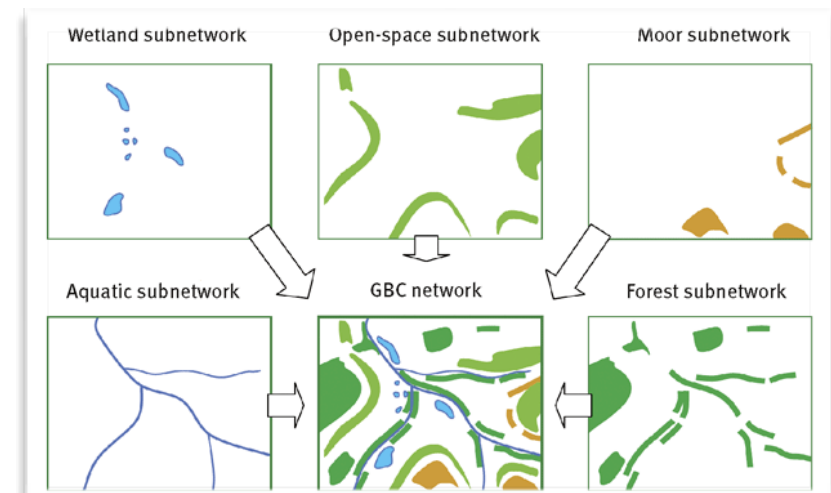 Wetland subnetwork
Open-space subnetwork
Moor subnetwork
Aquatic subnetwork
GBC network
Forest subnetwork